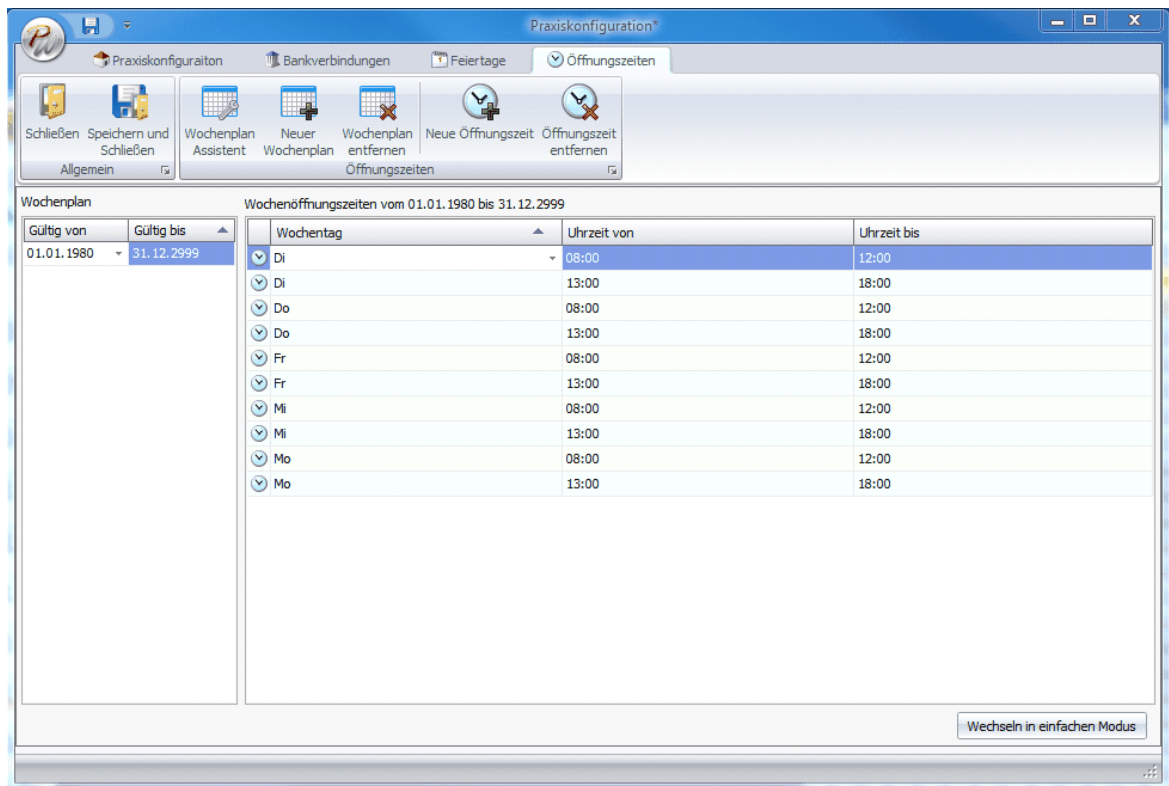 PW
Praxiskonfiguration*
X
Praxiskonfiguraiton Bankverbindungen Feiertage Öffnungszeiten
Schließen Speichern und Wochenplan Neuer Wochenplan Neue Öffnungszeit Öffnungszeit
Schließen Assistent Wochenplan entfernen entfernen
Allgemein Öffnungszeiten
Wochenplan Wochenöffnungszeiten vom 01.01.1980 bis 31.12.2999
Gültig von Gültig bis Wochentag Uhrzeit von Uhrzeit bis
01.01.1980 31.12.2999 Di 08:00 12:00
Di 13:00 18:00
Do 08:00 12:00
Do 13:00 18:00
Fr 08:00 12:00
Fr 13:00 18:00
Mi 08:00 12:00
Mi 13:00 18:00
Mo 08:00 12:00
Mo 13:00 18:00
Wechseln in einfachen Modus